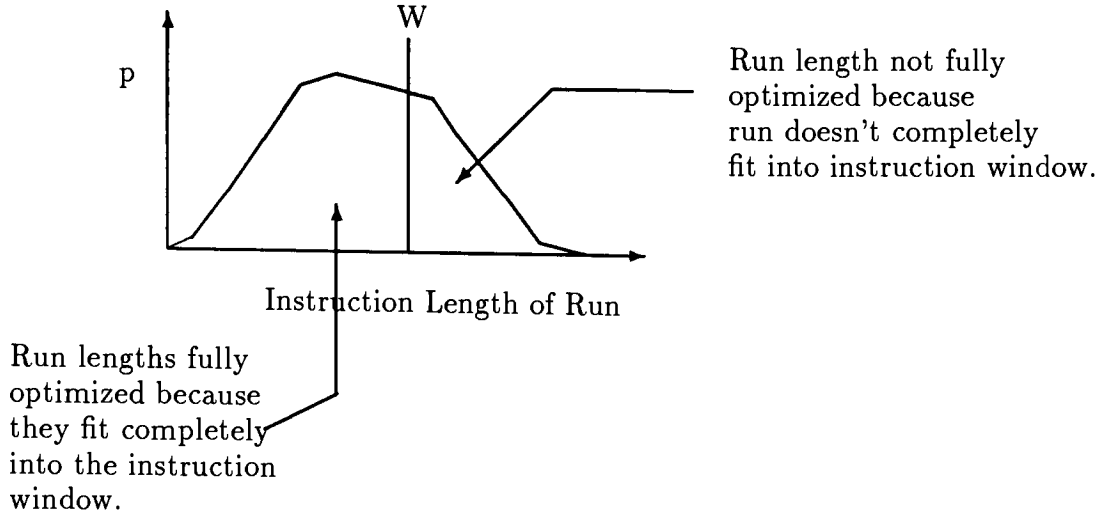 W
p
Run length not fully
optimized because
run doesn't completely
fit into instruction window.
Instruction Length of Run
Run lengths fully
optimized because
they fit completely
into the instruction
window.